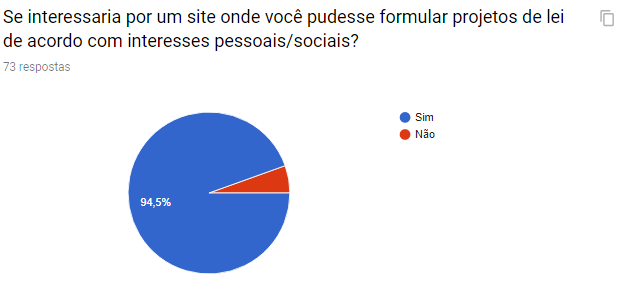 Se interessaria por um site onde você pudesse formular projetos de lei
de acordo com interesses pessoais/sociais?
73 respostas
Sim
Não
94,5%